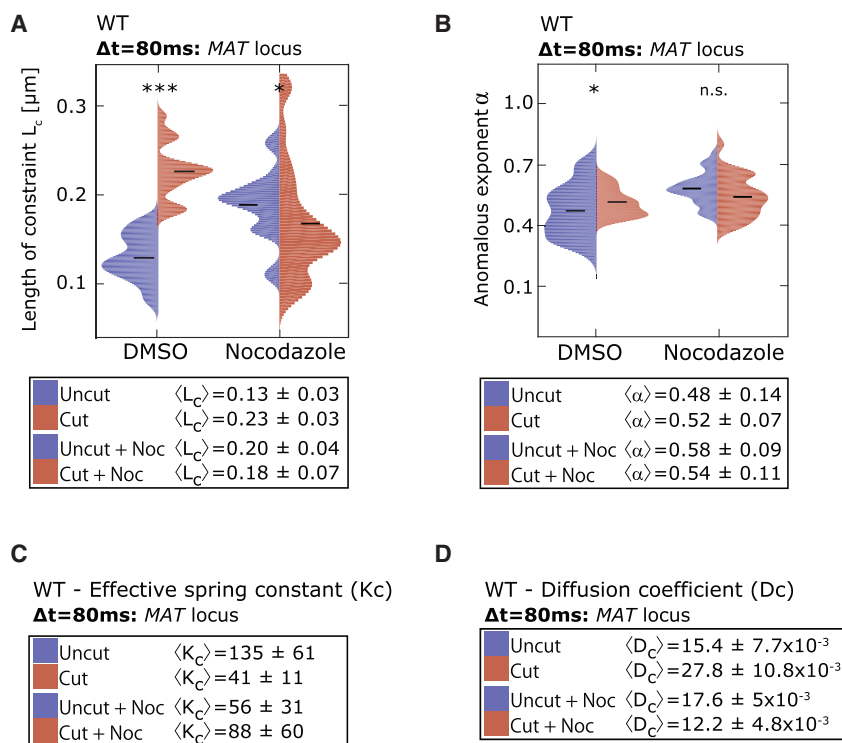 A
WT
Δt=80ms: MAT locus
Length of constraint Lc [µm]
0.3
0.2
0.1
***
*
DMSO
Nocodazole
Uncut ⟨Lc⟩=0.13 ± 0.03
Cut ⟨Lc⟩=0.23 ± 0.03
Uncut + Noc ⟨Lc⟩=0.20 ± 0.04
Cut + Noc ⟨Lc⟩=0.18 ± 0.07
B
WT
Δt=80ms: MAT locus
Anomalous exponent α
1.0
0.7
0.4
0.1
*
n.s.
DMSO
Nocodazole
Uncut ⟨α⟩=0.48 ± 0.14
Cut ⟨α⟩=0.52 ± 0.07
Uncut + Noc ⟨α⟩=0.58 ± 0.09
Cut + Noc ⟨α⟩=0.54 ± 0.11
C
WT - Effective spring constant (Kc)
Δt=80ms: MAT locus
Uncut ⟨Kc⟩=135 ± 61
Cut ⟨Kc⟩=41 ± 11
Uncut + Noc ⟨Kc⟩=56 ± 31
Cut + Noc ⟨Kc⟩=88 ± 60
D
WT - Diffusion coefficient (Dc)
Δt=80ms: MAT locus
Uncut ⟨Dc⟩=15.4 ± 7.7x10⁻³
Cut ⟨Dc⟩=27.8 ± 10.8x10⁻³
Uncut + Noc ⟨Dc⟩=17.6 ± 5x10⁻³
Cut + Noc ⟨Dc⟩=12.2 ± 4.8x10⁻³